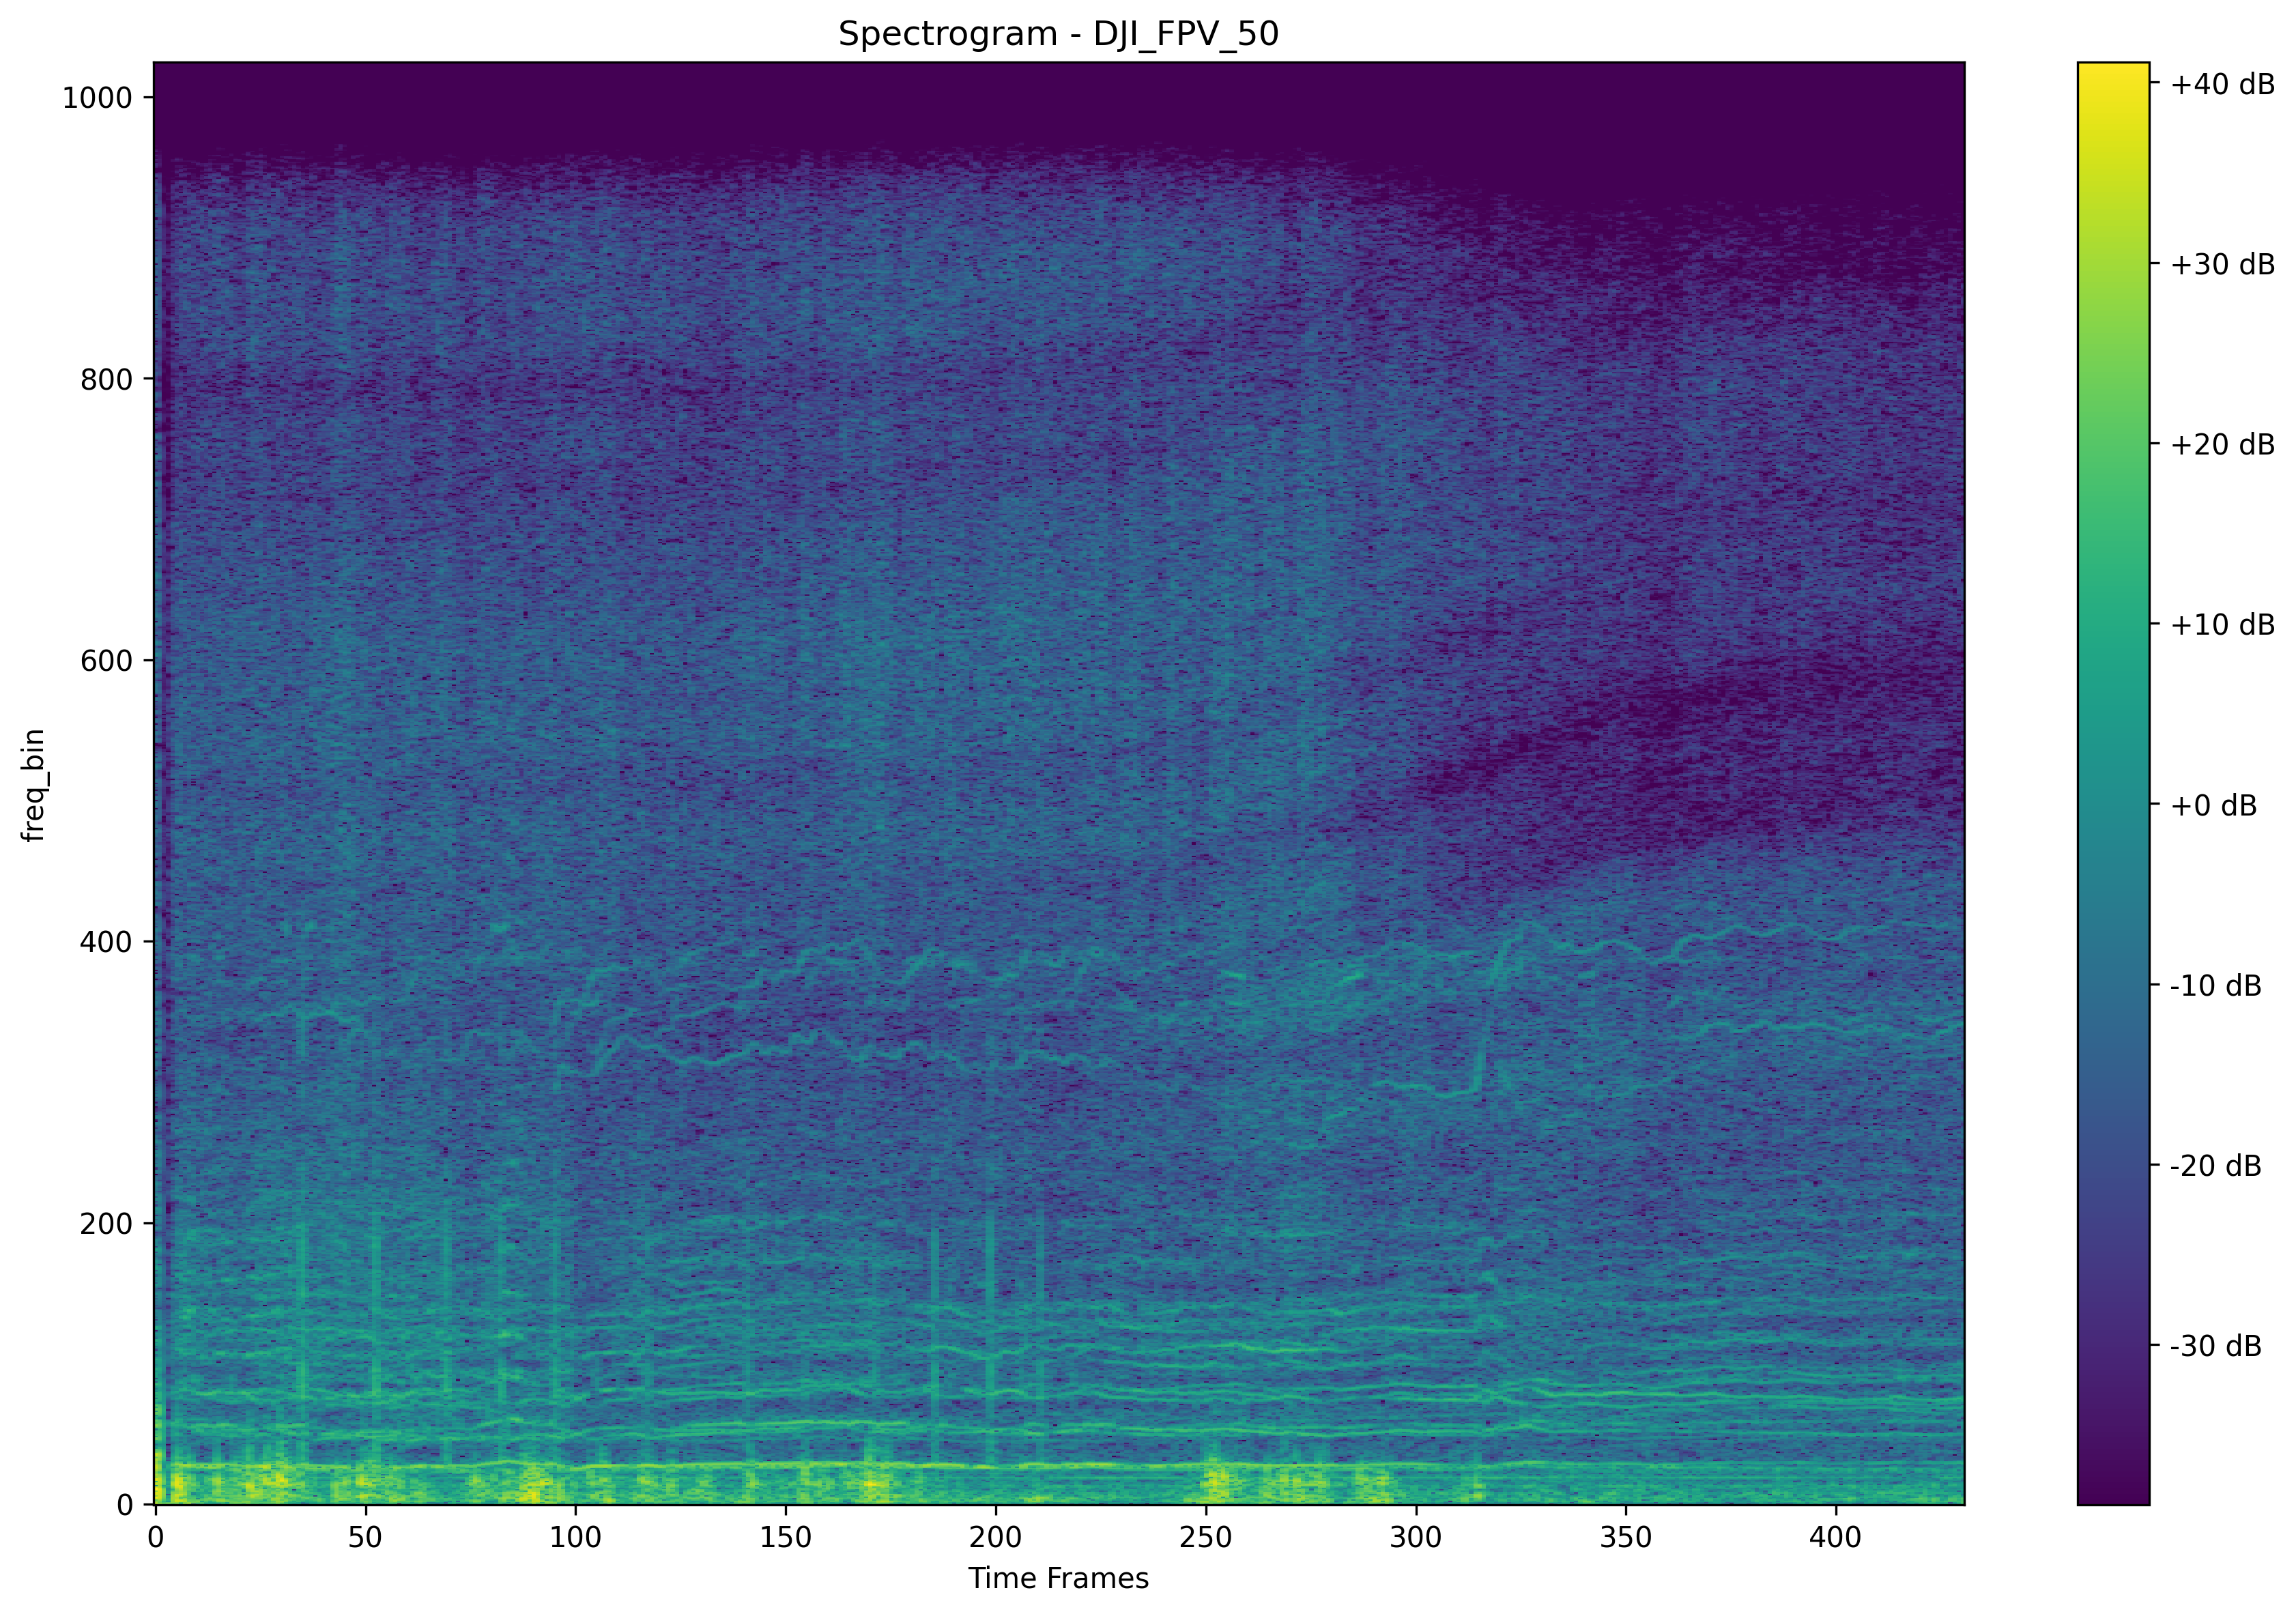 Spectrogram - DJI_FPV_50
1000
800
600
400
200
0
freq_bin
0 50 100 150 200 250 300 350 400
Time Frames
+40 dB
+30 dB
+20 dB
+10 dB
+0 dB
-10 dB
-20 dB
-30 dB